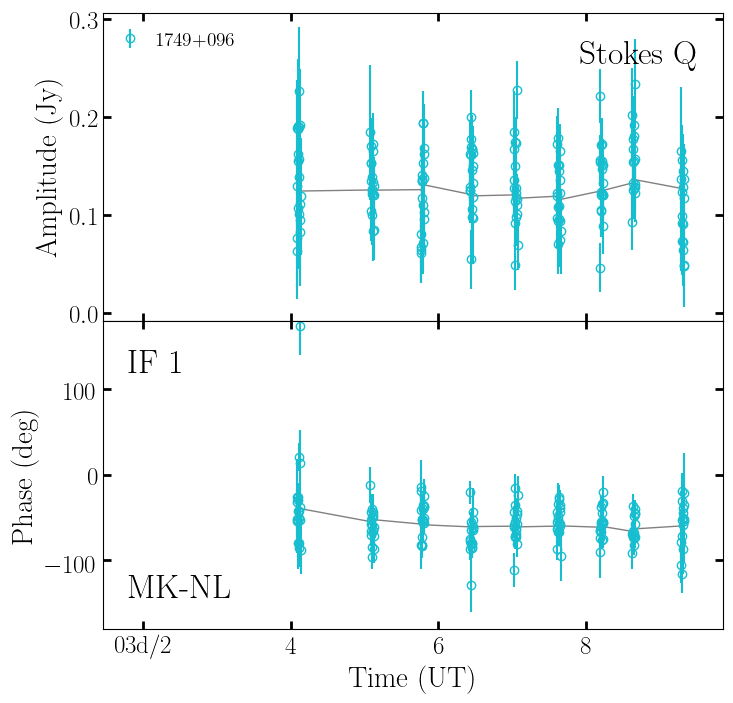 0.3
1749+096
Stokes Q
0.2
Amplitude (Jy)
0.1
0.0
IF 1
100
0
Phase (deg)
−100
MK-NL
03d/2
4
6
8
Time (UT)